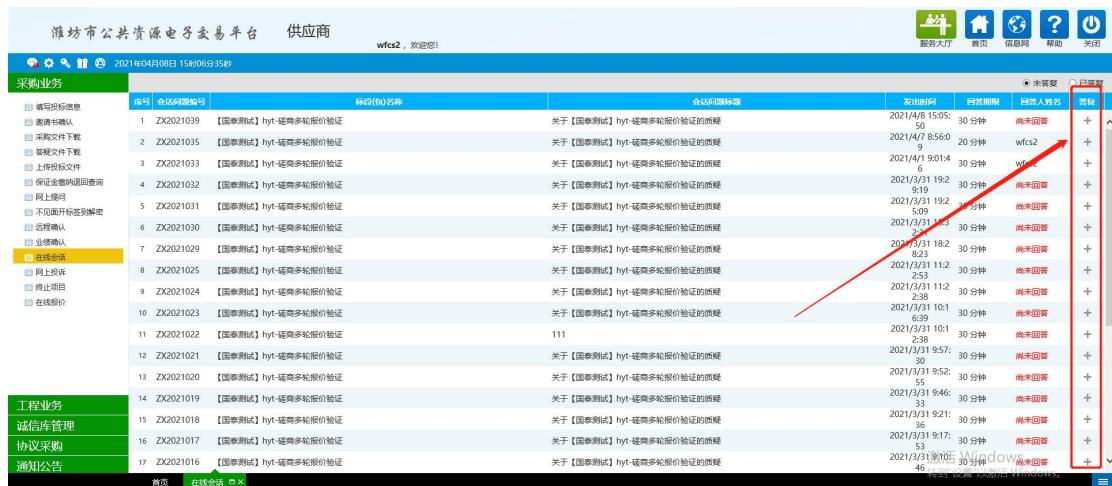 潍坊市公共资源电子交易平台 供应商
wfcs2 ，欢迎您!
服务大厅 首页 信息网 帮助 关闭
2021年04月08日 15时06分35秒
采购业务
填写投标信息
邀请书确认
采购文件下载
答疑文件下载
上传投标文件
保证金缴纳退回查询
网上提问
不见面开标签到解密
远程确认
业绩确认
在线会话
网上投诉
终止项目
在线报价
工程业务
诚信库管理
协议采购
通知公告
未答复 已答复
序号 会话问题编号 标段(包)名称 会话问题标题 发出时间 回答期限 回答人姓名 答复
1 ZX2021039 【国泰测试】hyt-磋商多轮报价验证 关于【国泰测试】hyt-磋商多轮报价验证的质疑 2021/4/8 15:05:50 30 分钟 尚未回答
2 ZX2021035 【国泰测试】hyt-磋商多轮报价验证 关于【国泰测试】hyt-磋商多轮报价验证的质疑 2021/4/7 8:56:09 20 分钟 wfcs2
3 ZX2021033 【国泰测试】hyt-磋商多轮报价验证 关于【国泰测试】hyt-磋商多轮报价验证的质疑 2021/4/1 9:01:46 30 分钟 wfcs2
4 ZX2021032 【国泰测试】hyt-磋商多轮报价验证 关于【国泰测试】hyt-磋商多轮报价验证的质疑 2021/3/31 19:29:19 30 分钟 尚未回答
5 ZX2021031 【国泰测试】hyt-磋商多轮报价验证 关于【国泰测试】hyt-磋商多轮报价验证的质疑 2021/3/31 19:25:09 分钟 尚未回答
6 ZX2021030 【国泰测试】hyt-磋商多轮报价验证 关于【国泰测试】hyt-磋商多轮报价验证的质疑 2021/3/31 30 分钟 尚未回答
7 ZX2021029 【国泰测试】hyt-磋商多轮报价验证 关于【国泰测试】hyt-磋商多轮报价验证的质疑 2021/3/31 18:28:23 30 分钟 尚未回答
8 ZX2021025 【国泰测试】hyt-磋商多轮报价验证 关于【国泰测试】hyt-磋商多轮报价验证的质疑 2021/3/31 11:22:53 30 分钟 尚未回答
9 ZX2021024 【国泰测试】hyt-磋商多轮报价验证 关于【国泰测试】hyt-磋商多轮报价验证的质疑 2021/3/31 11:22:38 30 分钟 尚未回答
10 ZX2021023 【国泰测试】hyt-磋商多轮报价验证 关于【国泰测试】hyt-磋商多轮报价验证的质疑 2021/3/31 10:16:39 30 分钟 尚未回答
11 ZX2021022 【国泰测试】hyt-磋商多轮报价验证 111 2021/3/31 10:12:38 30 分钟 尚未回答
12 ZX2021021 【国泰测试】hyt-磋商多轮报价验证 关于【国泰测试】hyt-磋商多轮报价验证的质疑 2021/3/31 9:57:30 30 分钟 尚未回答
13 ZX2021020 【国泰测试】hyt-磋商多轮报价验证 关于【国泰测试】hyt-磋商多轮报价验证的质疑 2021/3/31 9:52:55 30 分钟 尚未回答
14 ZX2021019 【国泰测试】hyt-磋商多轮报价验证 关于【国泰测试】hyt-磋商多轮报价验证的质疑 2021/3/31 9:46:33 30 分钟 尚未回答
15 ZX2021018 【国泰测试】hyt-磋商多轮报价验证 关于【国泰测试】hyt-磋商多轮报价验证的质疑 2021/3/31 9:21:36 30 分钟 尚未回答
16 ZX2021017 【国泰测试】hyt-磋商多轮报价验证 关于【国泰测试】hyt-磋商多轮报价验证的质疑 2021/3/31 9:17:53 30 分钟 尚未回答
17 ZX2021016 【国泰测试】hyt-磋商多轮报价验证 关于【国泰测试】hyt-磋商多轮报价验证的质疑 2021/3/31 9:10:46 30 分钟 尚未回答
激活 Windows
转到"设置"以激活 Windows。
首页 在线会话